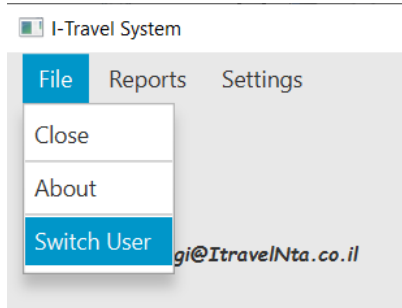 I-Travel System
File Reports Settings
Close
About
Switch User
gi@ItravelNta.co.il